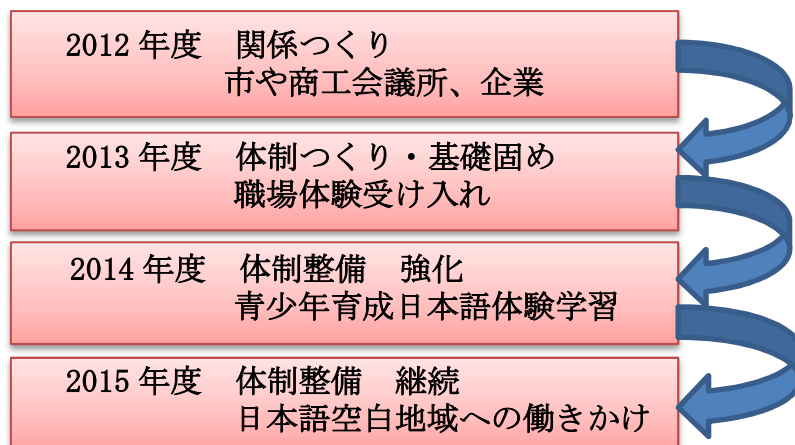 2012 年度　関係つくり
市や商工会議所、企業
2013 年度　体制つくり・基礎固め
職場体験受け入れ
2014 年度　体制整備　強化
青少年育成日本語体験学習
2015 年度　体制整備　継続
日本語空白地域への働きかけ